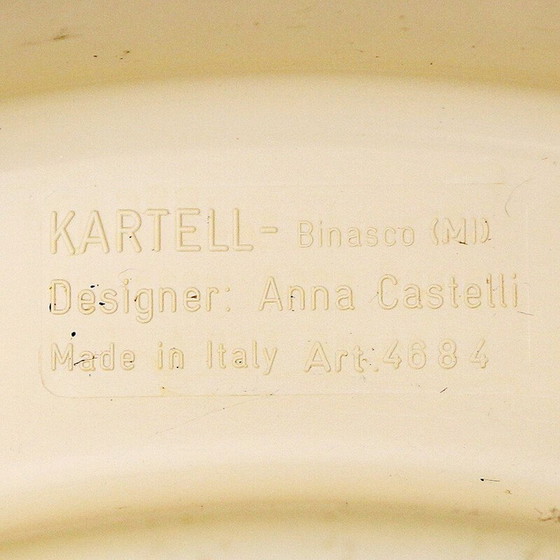 KARTELL- Binasco (MI)
Designer: Anna Castelli
Made in Italy Art.4684